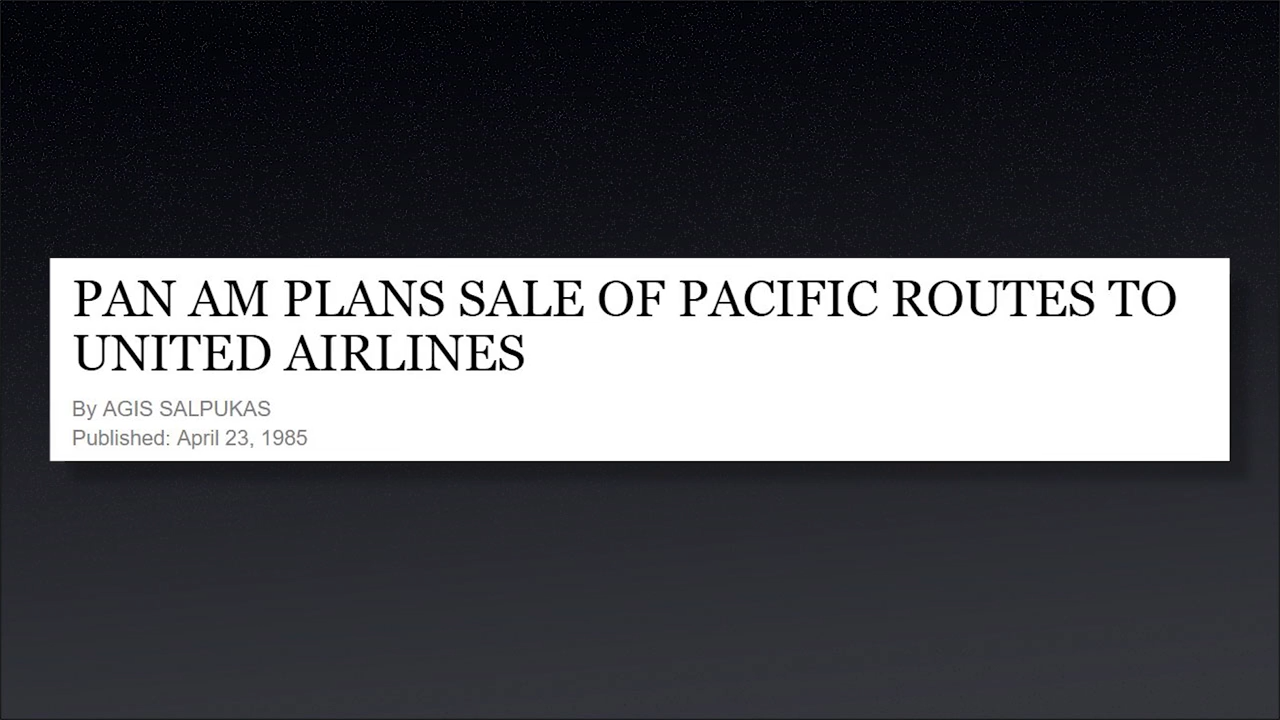 PAN AM PLANS SALE OF PACIFIC ROUTES TO
UNITED AIRLINES
By AGIS SALPUKAS
Published: April 23, 1985